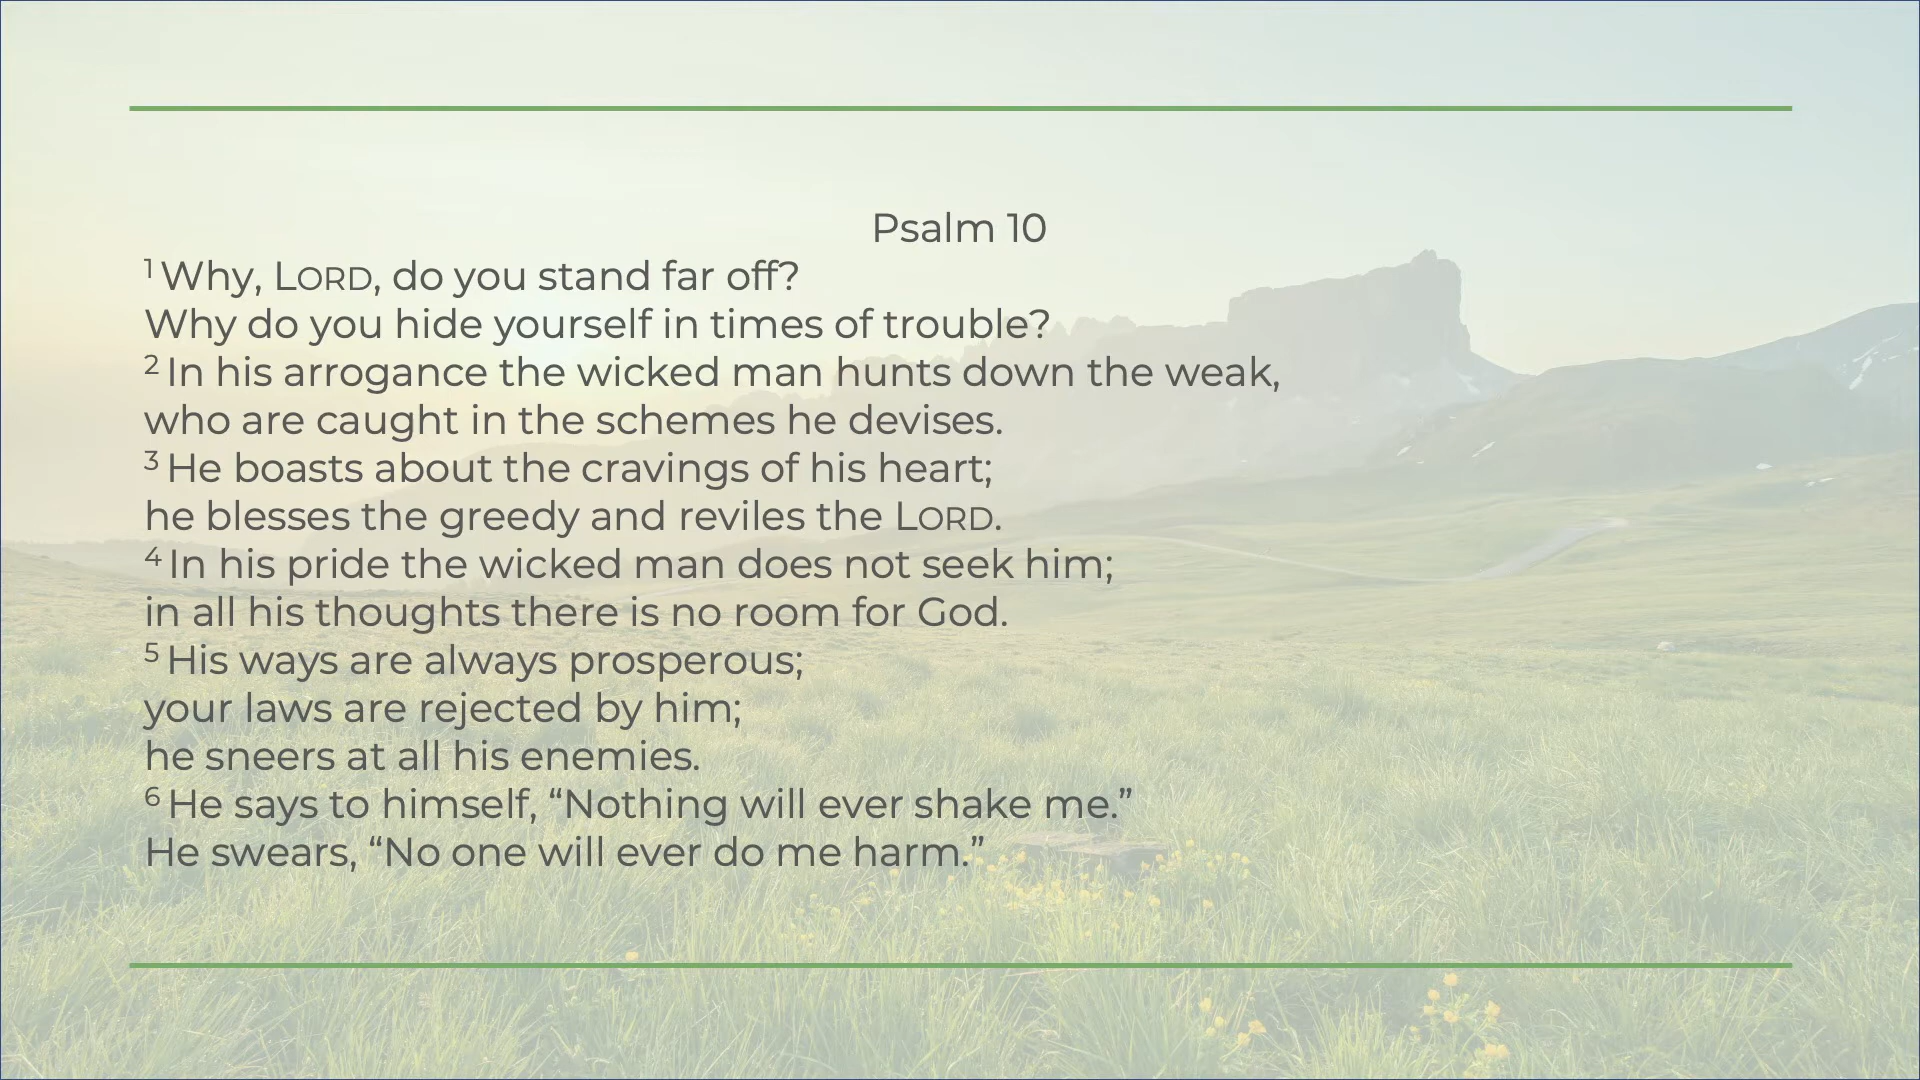 Psalm 10
1 Why, LORD, do you stand far off?
Why do you hide yourself in times of trouble?
2 In his arrogance the wicked man hunts down the weak,
who are caught in the schemes he devises.
3 He boasts about the cravings of his heart;
he blesses the greedy and reviles the LORD.
4 In his pride the wicked man does not seek him;
in all his thoughts there is no room for God.
5 His ways are always prosperous;
your laws are rejected by him;
he sneers at all his enemies.
6 He says to himself, “Nothing will ever shake me.”
He swears, “No one will ever do me harm.”